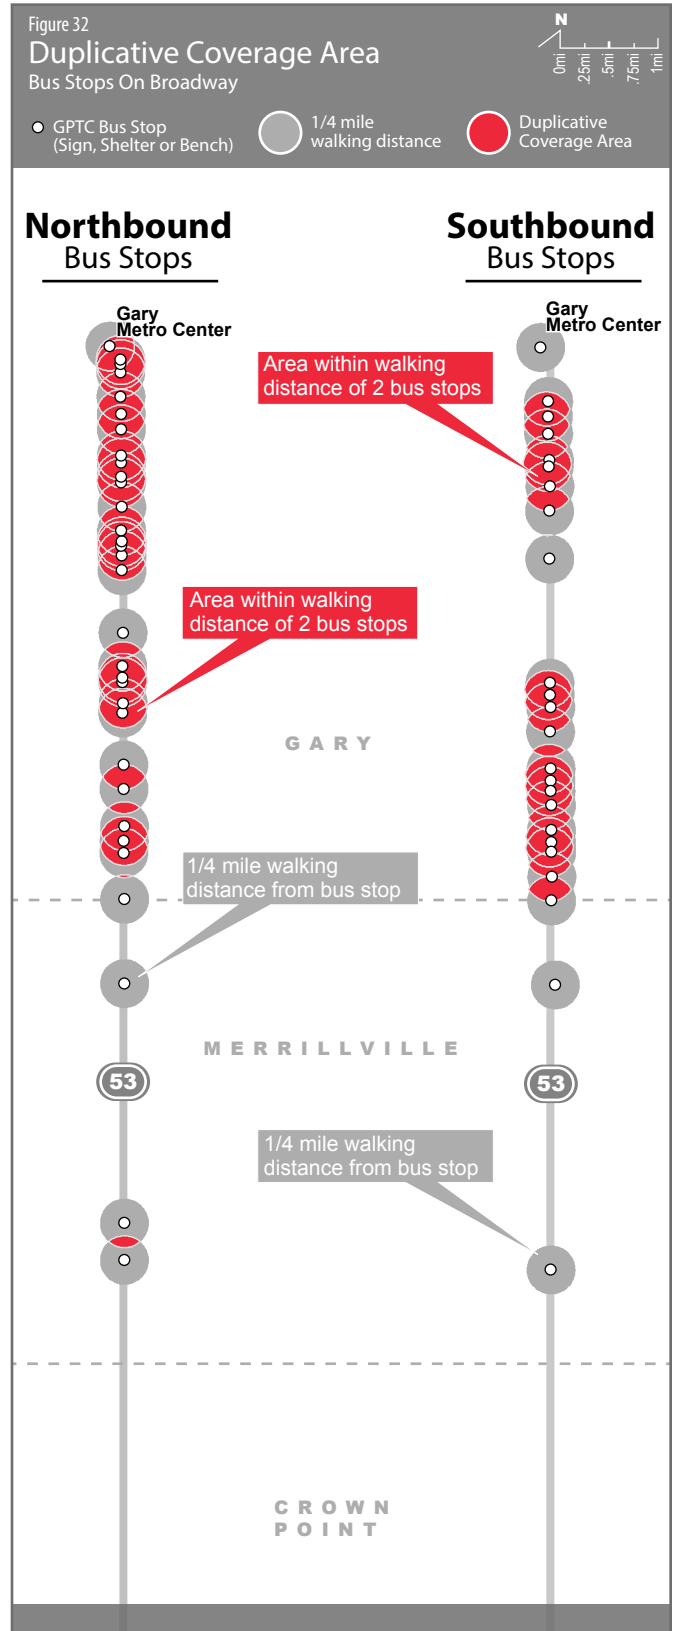 Figure 32
Duplicative Coverage Area
Bus Stops On Broadway
N
0mi
.25mi
.5mi
.75mi
1mi
GPTC Bus Stop
(Sign, Shelter or Bench)
1/4 mile
walking distance
Duplicative
Coverage Area
Northbound
Bus Stops
Southbound
Bus Stops
Gary
Metro Center
Gary
Metro Center
Area within walking
distance of 2 bus stops
Area within walking
distance of 2 bus stops
GARY
1/4 mile walking
distance from bus stop
MERRILLVILLE
53
53
1/4 mile walking
distance from bus stop
CROWN
POINT